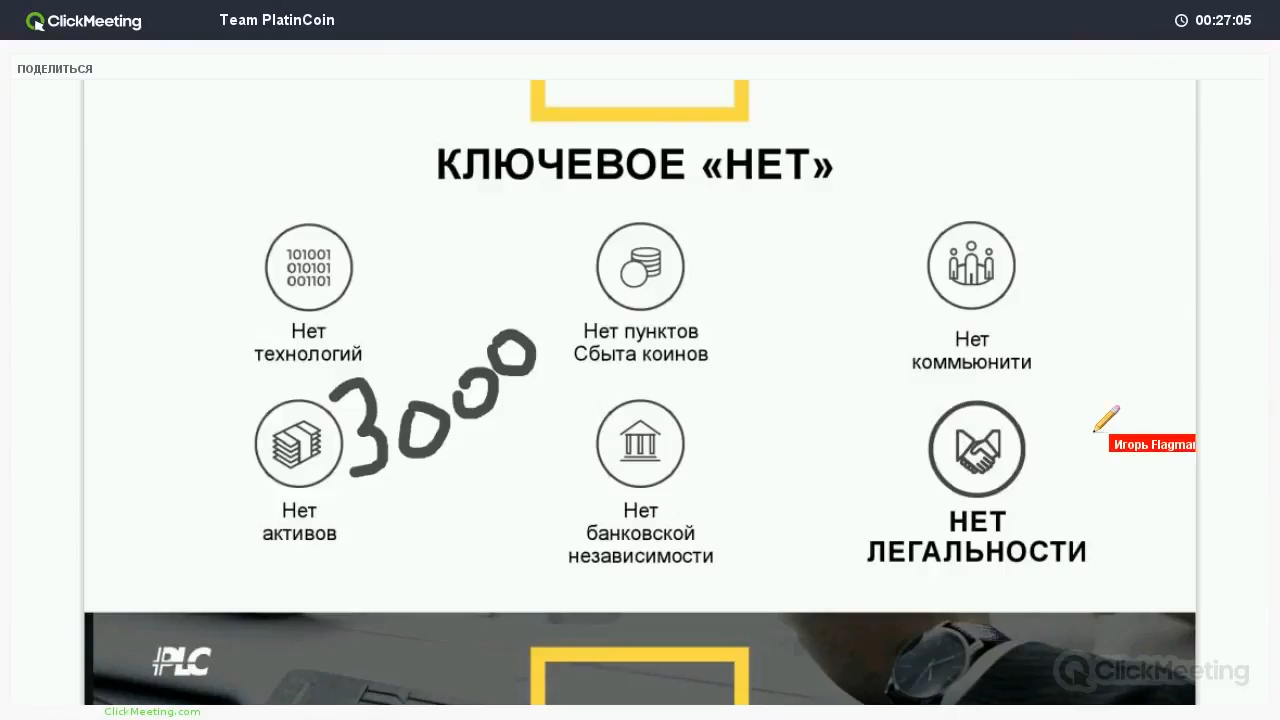 ClickMeeting
Team PlatinCoin
00:27:05
ПОДЕЛИТЬСЯ
КЛЮЧЕВОЕ «НЕТ»
101001
010101
001101
Нет
технологий
Нет пунктов
Сбыта коинов
Нет
коммьюнити
3000
Игорь Flagman
Нет
активов
Нет
банковской
независимости
НЕТ
ЛЕГАЛЬНОСТИ
PLC
ClickMeeting
ClickMeeting.com